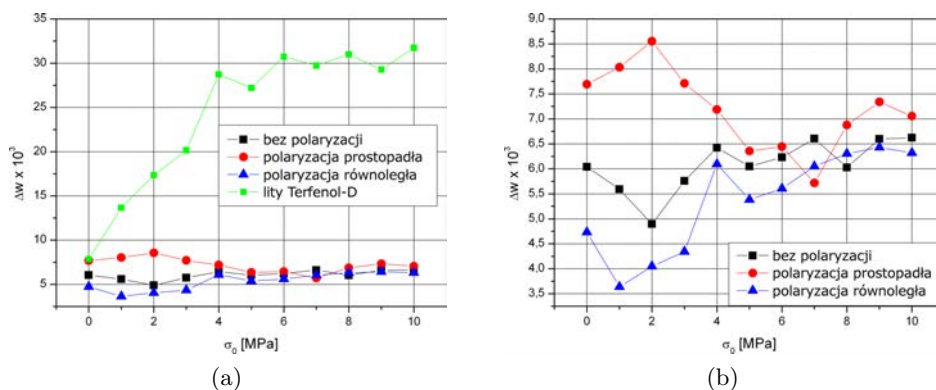 35
30
25
20
15
10
5
Δw x 10³
bez polaryzacji
polaryzacja prostopadła
polaryzacja równoległa
lity Terfenol-D
0 2 4 6 8 10
σ₀ [MPa]
(a)
9,0
8,5
8,0
7,5
7,0
6,5
6,0
5,5
5,0
4,5
4,0
3,5
Δw x 10³
bez polaryzacji
polaryzacja prostopadła
polaryzacja równoległa
0 2 4 6 8 10
σ₀ [MPa]
(b)